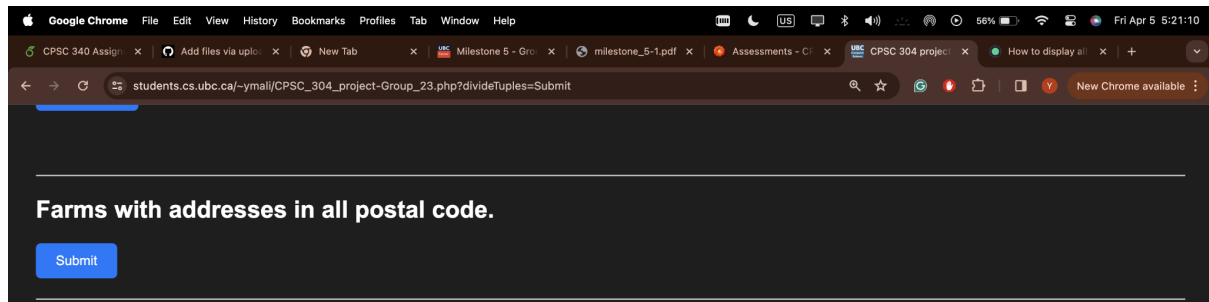 Google Chrome File Edit View History Bookmarks Profiles Tab Window Help US 56% Fri Apr 5 5:21:10
CPSC 340 Assign Add files via uplo New Tab Milestone 5 - Gro milestone_5-1.pdf Assessments - CP CPSC 304 project How to display all
students.cs.ubc.ca/~ymali/CPSC_304_project-Group_23.php?divideTuples=Submit Y New Chrome available
Farms with addresses in all postal code.
Submit